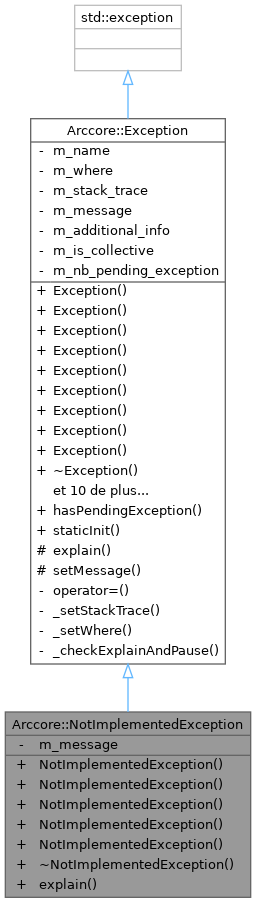 std::exception
Arccore::Exception
- m_name
- m_where
- m_stack_trace
- m_message
- m_additional_info
- m_is_collective
- m_nb_pending_exception
+ Exception()
+ Exception()
+ Exception()
+ Exception()
+ Exception()
+ Exception()
+ Exception()
+ Exception()
+ Exception()
+ ~Exception()
et 10 de plus...
+ hasPendingException()
+ staticInit()
# explain()
# setMessage()
- operator=()
- _setStackTrace()
- _setWhere()
- _checkExplainAndPause()
Arccore::NotImplementedException
- m_message
+ NotImplementedException()
+ NotImplementedException()
+ NotImplementedException()
+ NotImplementedException()
+ NotImplementedException()
+ ~NotImplementedException()
+ explain()